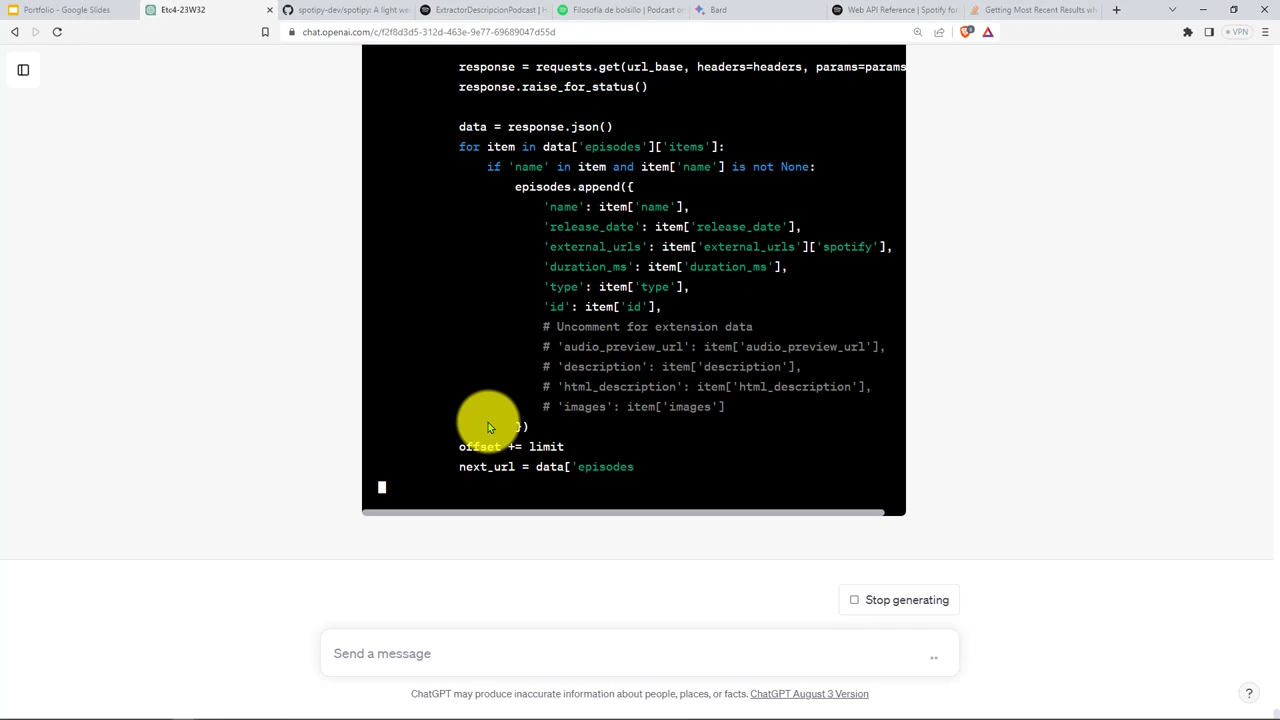 Portfolio - Google Slides
Etc4-23W32
spotipy-dev/spotipy: A light we
ExtractorDescripcionPodcast | H
Filosofía de bolsillo | Podcast on
Bard
Web API Reference | Spotify for
Getting Most Recent Results wh
chat.openai.com/c/f2f8d3d5-312d-463e-9e77-69689047d55d
VPN
response = requests.get(url_base, headers=headers, params=params
response.raise_for_status()
data = response.json()
for item in data['episodes']['items']:
if 'name' in item and item['name'] is not None:
episodes.append({
'name': item['name'],
'release_date': item['release_date'],
'external_urls': item['external_urls']['spotify'],
'duration_ms': item['duration_ms'],
'type': item['type'],
'id': item['id'],
# Uncomment for extension data
# 'audio_preview_url': item['audio_preview_url'],
# 'description': item['description'],
# 'html_description': item['html_description'],
# 'images': item['images']
})
offset += limit
next_url = data['episodes
Stop generating
Send a message
ChatGPT may produce inaccurate information about people, places, or facts. ChatGPT August 3 Version
?